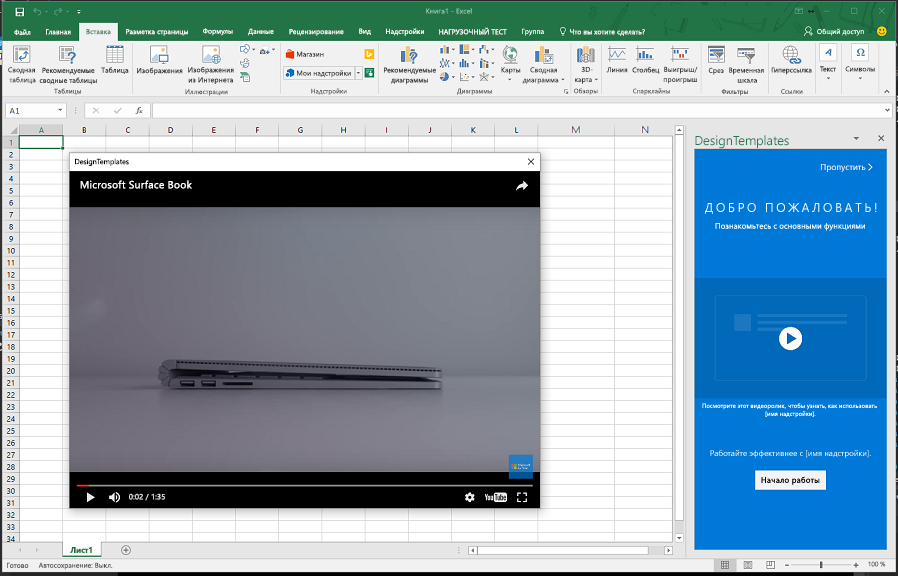 Книга1 - Excel
Файл Главная Вставка Разметка страницы Формулы Данные Рецензирование Вид Надстройки НАГРУЗОЧНЫЙ ТЕСТ Группа Что вы хотите сделать? Общий доступ
Сводная таблица
Рекомендуемые сводные таблицы
Таблица
Таблицы
Изображения
Изображения из Интернета
Иллюстрации
Магазин
Мои надстройки
Надстройки
Рекомендуемые диаграммы
Карты
Сводная диаграмма
Диаграммы
3D-карта
Обзоры
Линия
Столбец
Выигрыш/проигрыш
Спарклайны
Срез
Временная шкала
Фильтры
Гиперссылка
Ссылки
Текст
Символы
A1
fx
A B C D E F G H I J K L M N
1
2
3
4
5
6
7
8
9
10
11
12
13
14
15
16
17
18
19
20
21
22
23
24
25
26
27
28
29
30
31
32
33
34
DesignTemplates
Microsoft Surface Book
0:02 / 1:35
YouTube
DesignTemplates
Пропустить
ДОБРО ПОЖАЛОВАТЬ!
Познакомьтесь с основными функциями
Посмотрите этот видеоролик, чтобы узнать, как использовать
[имя надстройки].
Работайте эффективнее с [имя надстройки].
Начало работы
Лист1
Готово Автосохранение: Выкл.
100 %